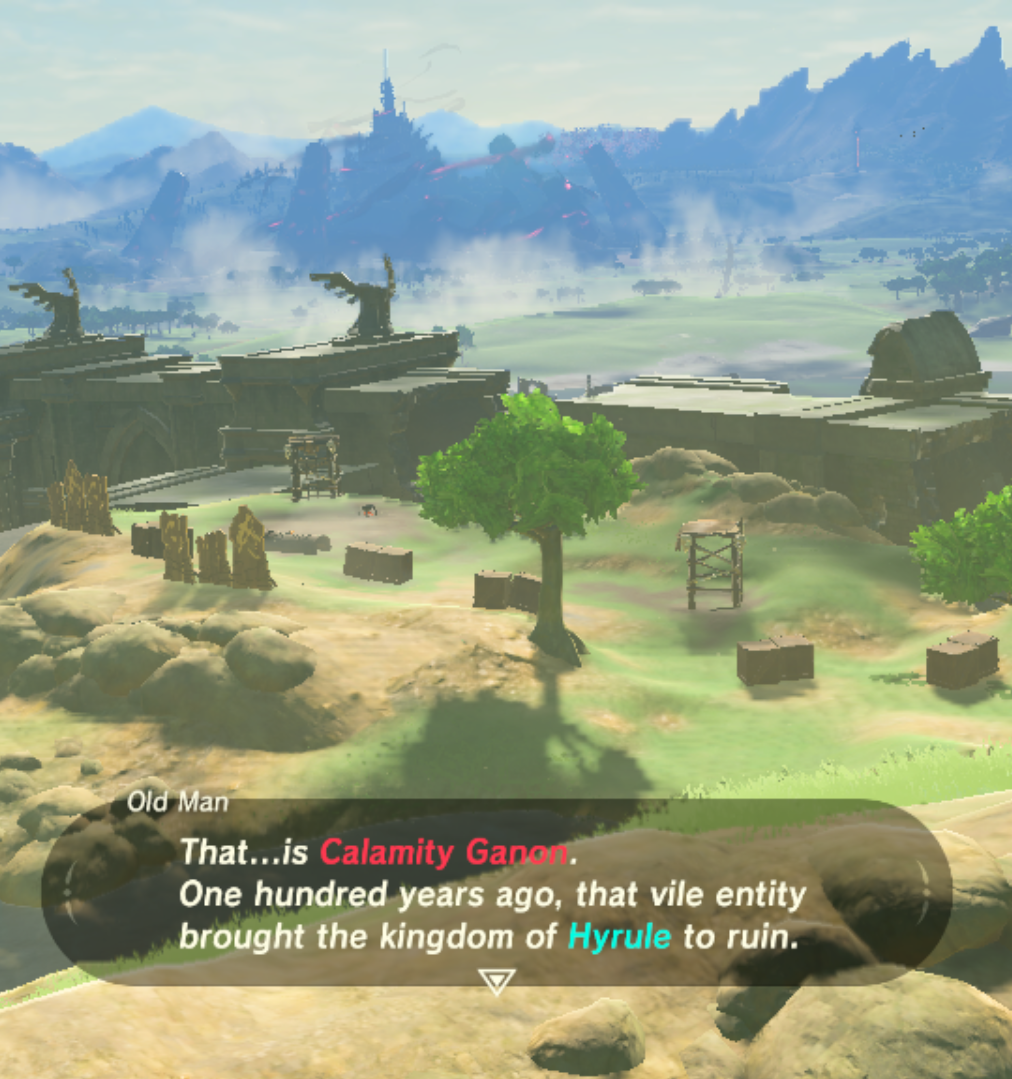 Old Man
That...is Calamity Ganon.
One hundred years ago, that vile entity
brought the kingdom of Hyrule to ruin.